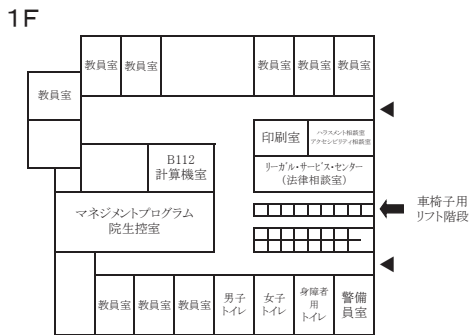 1F
教員室
教員室
教員室
教員室
教員室
教員室
印刷室
ハラスメント相談室
アクセシビリティ相談室
B112
計算機室
リーガル・サービス・センター
(法律相談室)
マネジメントプログラム
院生控室
車椅子用
リフト階段
教員室
教員室
教員室
男子
トイレ
女子
トイレ
身障者
用
トイレ
警備
員室